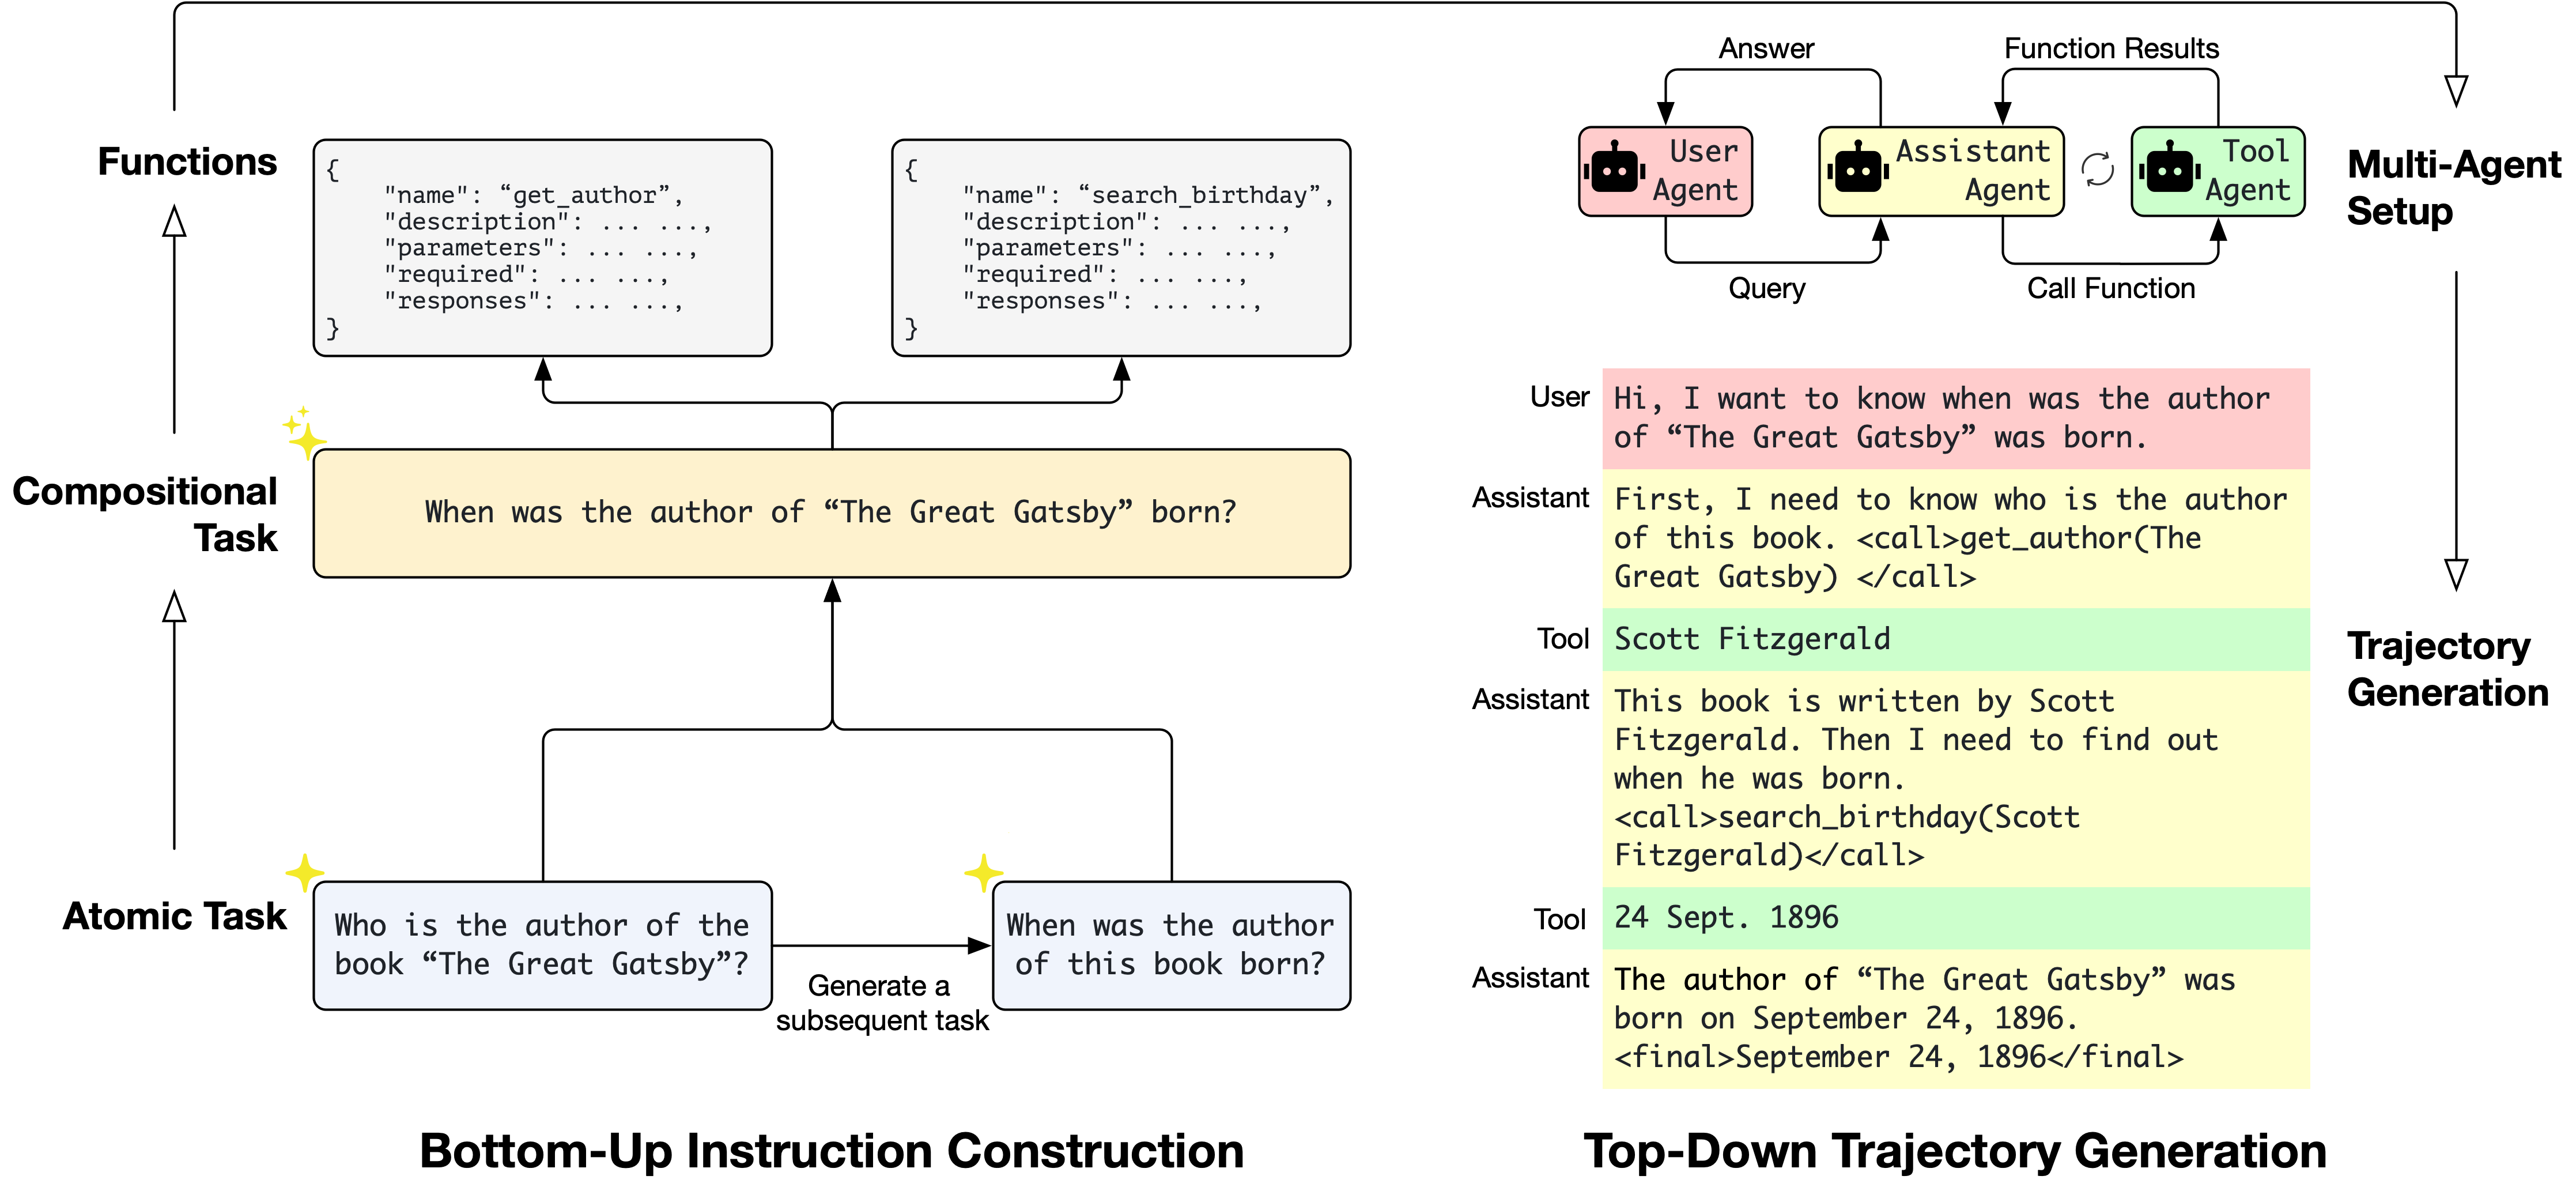 Functions
{
"name": “get_author”,
"description": ... ...,
"parameters": ... ...,
"required": ... ...,
"responses": ... ...,
}
{
"name": “search_birthday”,
"description": ... ...,
"parameters": ... ...,
"required": ... ...,
"responses": ... ...,
}
Compositional
Task
When was the author of “The Great Gatsby” born?
Atomic Task
Who is the author of the
book “The Great Gatsby”?
Generate a
subsequent task
When was the author
of this book born?
Bottom-Up Instruction Construction
Answer
Function Results
User
Agent
Assistant
Agent
Tool
Agent
Query
Call Function
Multi-Agent
Setup
User
Hi, I want to know when was the author
of “The Great Gatsby” was born.
Assistant
First, I need to know who is the author
of this book. <call>get_author(The
Great Gatsby) </call>
Tool
Scott Fitzgerald
Assistant
This book is written by Scott
Fitzgerald. Then I need to find out
when he was born.
<call>search_birthday(Scott
Fitzgerald)</call>
Tool
24 Sept. 1896
Assistant
The author of “The Great Gatsby” was
born on September 24, 1896.
<final>September 24, 1896</final>
Trajectory
Generation
Top-Down Trajectory Generation